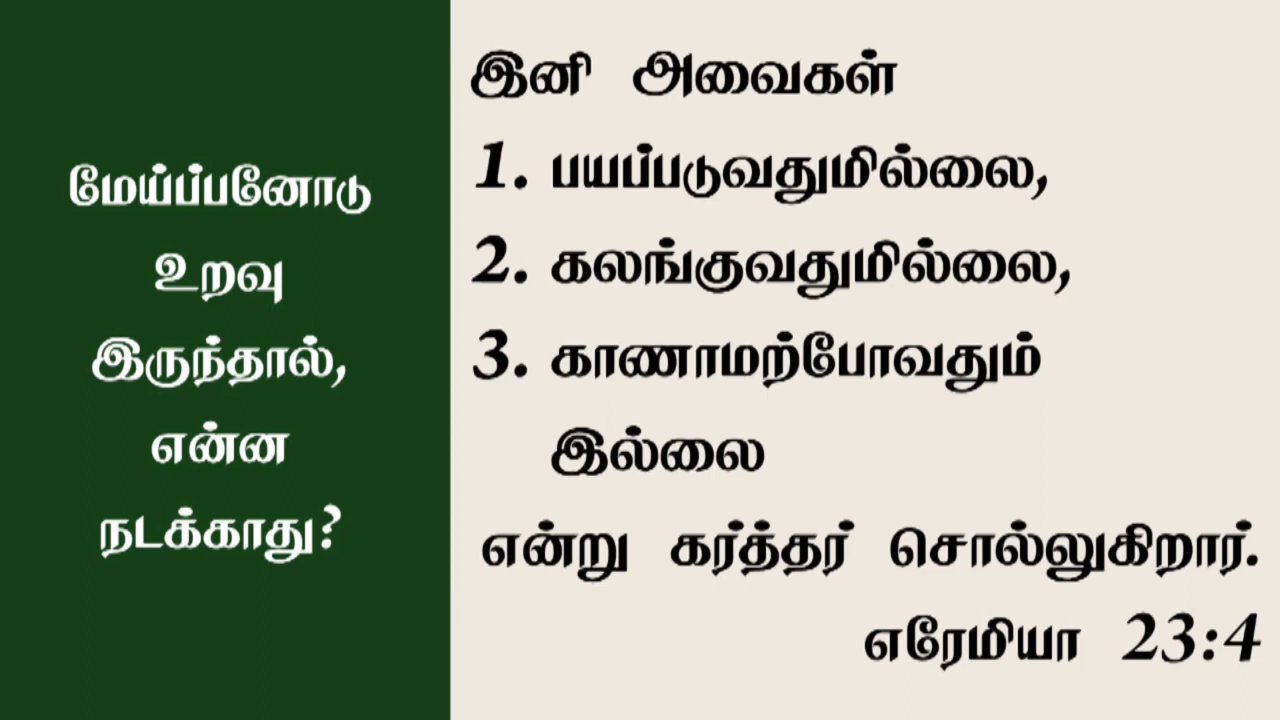 மேய்ப்பனோடு
உறவு
இருந்தால்,
என்ன
நடக்காது?
இனி அவைகள்
1. பயப்படுவதுமில்லை,
2. கலங்குவதுமில்லை,
3. காணாமற்போவதும்
இல்லை
என்று கர்த்தர் சொல்லுகிறார்.
எரேமியா 23:4